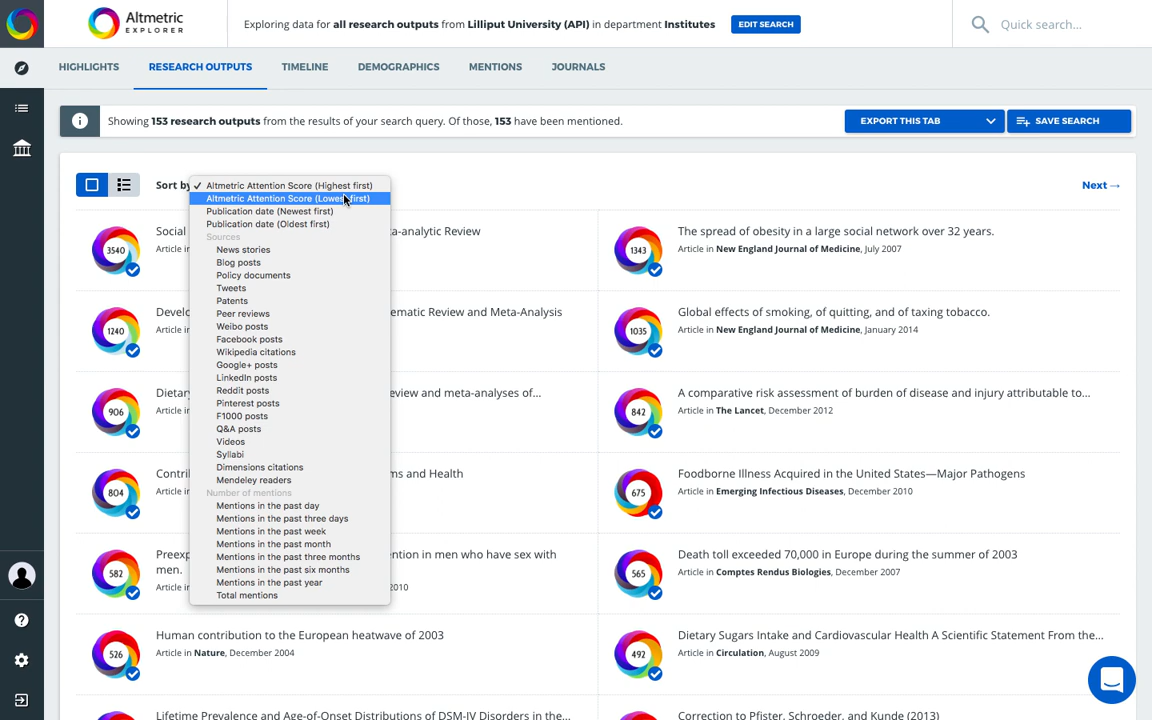 Altmetric
EXPLORER
Exploring data for all research outputs from Lilliput University (API) in department Institutes
EDIT SEARCH
Quick search...
HIGHLIGHTS
RESEARCH OUTPUTS
TIMELINE
DEMOGRAPHICS
MENTIONS
JOURNALS
Showing 153 research outputs from the results of your search query. Of those, 153 have been mentioned.
EXPORT THIS TAB
SAVE SEARCH
Sort by
✓ Altmetric Attention Score (Highest first)
Altmetric Attention Score (Lowest first)
Publication date (Newest first)
Publication date (Oldest first)
Sources
News stories
Blog posts
Policy documents
Tweets
Patents
Peer reviews
Weibo posts
Facebook posts
Wikipedia citations
Google+ posts
LinkedIn posts
Reddit posts
Pinterest posts
F1000 posts
Q&A posts
Videos
Syllabi
Dimensions citations
Mendeley readers
Number of mentions
Mentions in the past day
Mentions in the past three days
Mentions in the past week
Mentions in the past month
Mentions in the past three months
Mentions in the past six months
Mentions in the past year
Total mentions
Next →
3540
Social
ta-analytic Review
Article in
1343
The spread of obesity in a large social network over 32 years.
Article in New England Journal of Medicine, July 2007
1240
Develo
ematic Review and Meta-Analysis
Article in
1035
Global effects of smoking, of quitting, and of taxing tobacco.
Article in New England Journal of Medicine, January 2014
906
Dietary
eview and meta-analyses of...
Article in
842
A comparative risk assessment of burden of disease and injury attributable to...
Article in The Lancet, December 2012
804
Contri
ms and Health
Article in
675
Foodborne Illness Acquired in the United States—Major Pathogens
Article in Emerging Infectious Diseases, December 2010
582
Preexp
ention in men who have sex with
men.
Article in
2010
565
Death toll exceeded 70,000 in Europe during the summer of 2003
Article in Comptes Rendus Biologies, December 2007
526
Human contribution to the European heatwave of 2003
Article in Nature, December 2004
492
Dietary Sugars Intake and Cardiovascular Health A Scientific Statement From the...
Article in Circulation, August 2009
Lifetime Prevalence and Age-of-Onset Distributions of DSM-IV Disorders in the...
Correction to Pfister, Schroeder, and Kunde (2013)